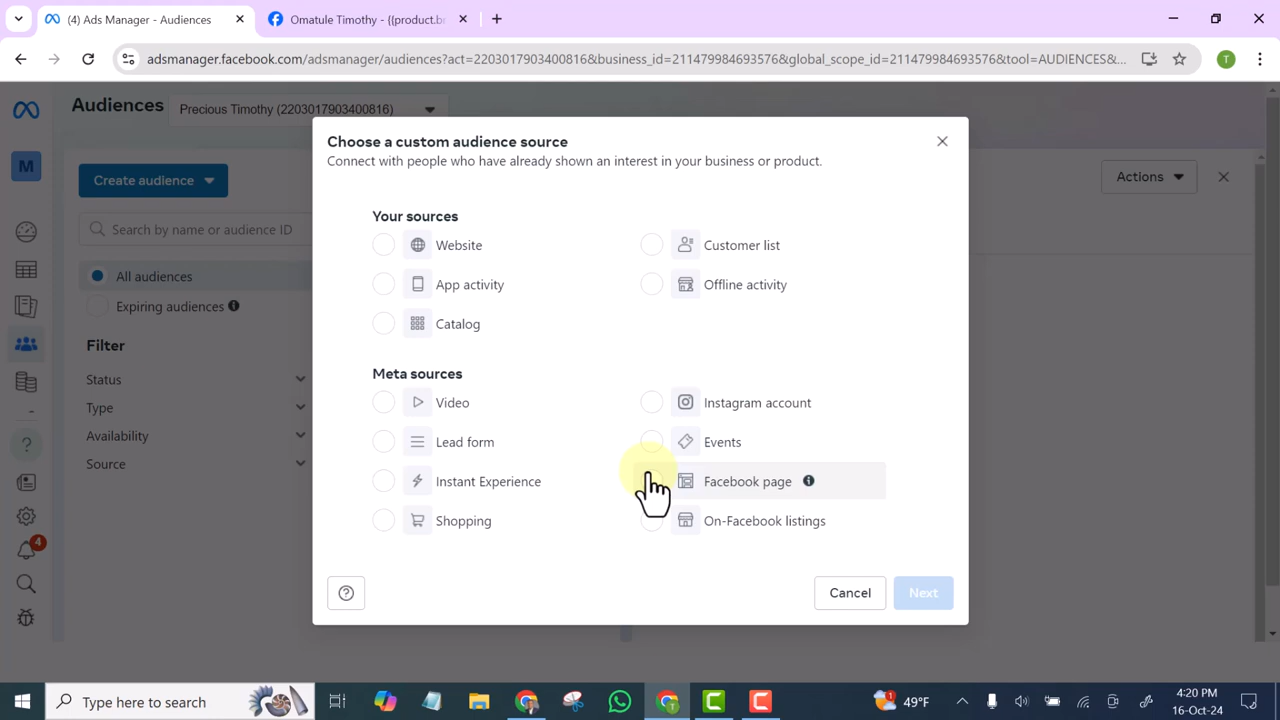 (4) Ads Manager - Audiences
Omatule Timothy - {{product.br
adsmanager.facebook.com/adsmanager/audiences?act=2203017903400816&business_id=2114799846935​76&global_scope_id=211479984693576&tool=AUDIENCES&...
T
Audiences
Precious Timothy (2203017903400816)
M
Create audience
Search by name or audience ID
All audiences
Expiring audiences
Filter
Status
Type
Availability
Source
4
Actions
Choose a custom audience source
Connect with people who have already shown an interest in your business or product.
Your sources
Website
Customer list
App activity
Offline activity
Catalog
Meta sources
Video
Instagram account
Lead form
Events
Instant Experience
Facebook page
Shopping
On-Facebook listings
Cancel
Next
Type here to search
1
49°F
4:20 PM
16-Oct-24